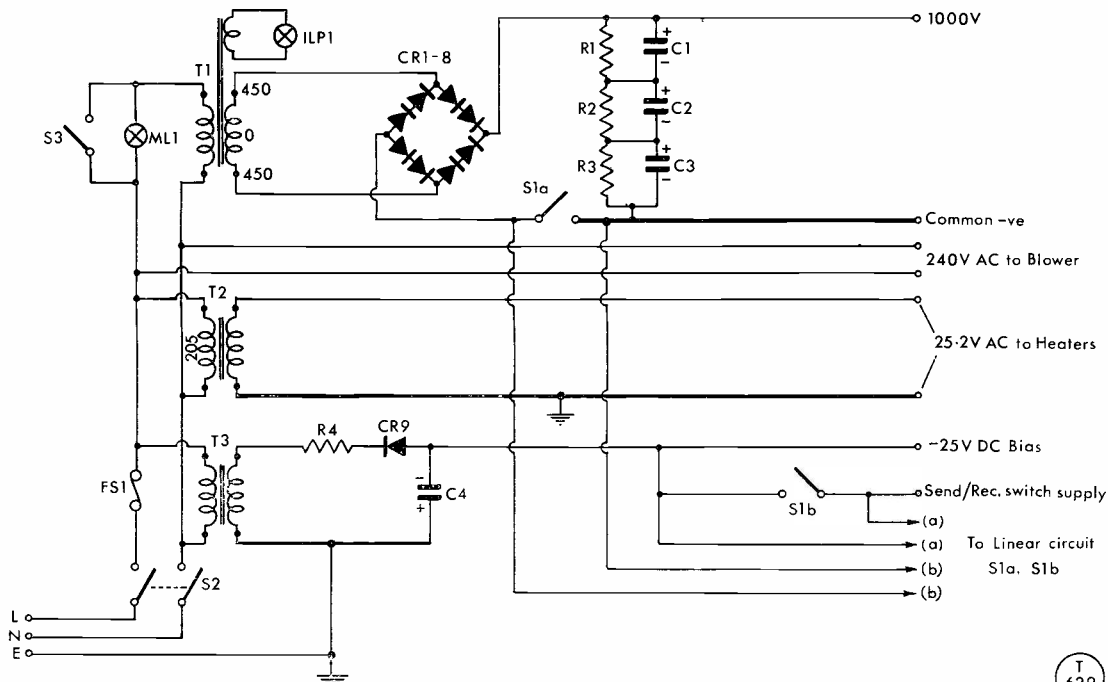 1000V
ILP1
T1
CR1-8
R1
+
C1
-
450
S3
ML1
R2
+
C2
-
0
R3
+
C3
-
450
S1a
Common -ve
240V AC to Blower
T2
205
25·2V AC to Heaters
T3
R4
CR9
-25V DC Bias
FS1
-
C4
+
S1b
Send/Rec. switch supply
(a)
(a) To Linear circuit
(b) S1a. S1b
(b)
S2
L
N
E
T